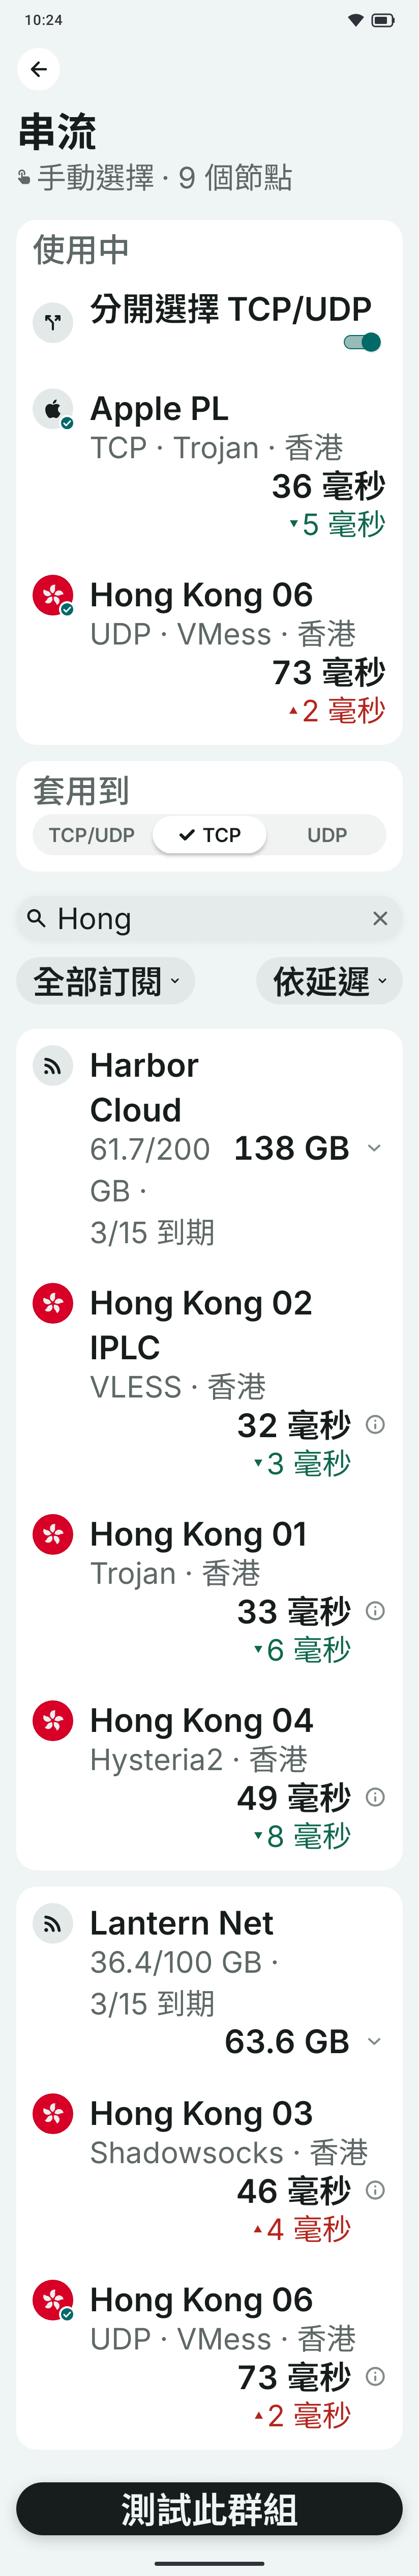 10:24
串流
手動選擇 · 9 個節點
使用中
分開選擇 TCP/UDP
Apple PL
TCP · Trojan · 香港
36 毫秒
▼5 毫秒
Hong Kong 06
UDP · VMess · 香港
73 毫秒
▲2 毫秒
套用到
TCP/UDP TCP UDP
Hong
全部訂閱 依延遲
Harbor
Cloud
61.7/200
GB ·
3/15 到期
138 GB
Hong Kong 02
IPLC
VLESS · 香港
32 毫秒
▼3 毫秒
Hong Kong 01
Trojan · 香港
33 毫秒
▼6 毫秒
Hong Kong 04
Hysteria2 · 香港
49 毫秒
▼8 毫秒
Lantern Net
36.4/100 GB ·
3/15 到期
63.6 GB
Hong Kong 03
Shadowsocks · 香港
46 毫秒
▲4 毫秒
Hong Kong 06
UDP · VMess · 香港
73 毫秒
▲2 毫秒
測試此群組